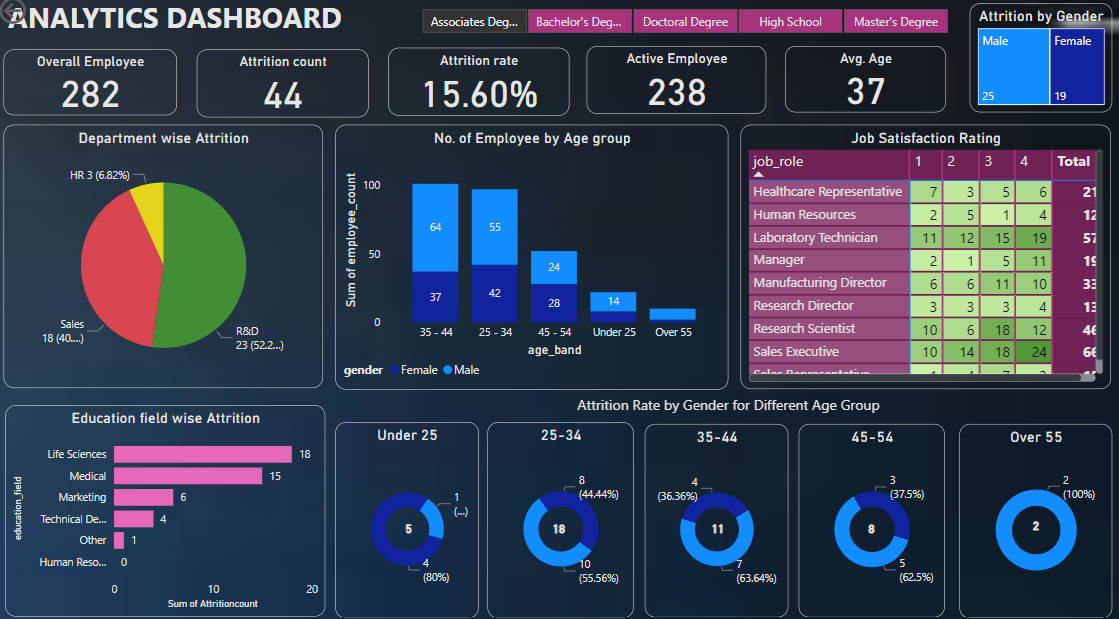 ANALYTICS DASHBOARD
Associates Deg...
Bachelor's Deg...
Doctoral Degree
High School
Master's Degree
Attrition by Gender
Male
Female
25
19
Overall Employee
282
Attrition count
44
Attrition rate
15.60%
Active Employee
238
Avg. Age
37
Department wise Attrition
HR 3 (6.82%)
Sales
18 (40....)
R&D
23 (52.2...)
No. of Employee by Age group
Sum of employee_count
100
50
0
64
55
24
14
37
42
28
35 - 44
25 - 34
45 - 54
Under 25
Over 55
age_band
gender Female Male
Job Satisfaction Rating
job_role 1 2 3 4 Total
Healthcare Representative 7 3 5 6 21
Human Resources 2 5 1 4 12
Laboratory Technician 11 12 15 19 57
Manager 2 1 5 11 19
Manufacturing Director 6 6 11 10 33
Research Director 3 3 3 4 13
Research Scientist 10 6 18 12 46
Sales Executive 10 14 18 24 66
Sales Representative
Education field wise Attrition
education_field
Life Sciences 18
Medical 15
Marketing 6
Technical De... 4
Other 1
Human Reso... 0
0 10 20
Sum of Attritioncount
Attrition Rate by Gender for Different Age Group
Under 25
1
(...)
5
4
(80%)
25-34
8
(44.44%)
18
10
(55.56%)
35-44
4
(36.36%)
11
7
(63.64%)
45-54
3
(37.5%)
8
5
(62.5%)
Over 55
2
(100%)
2